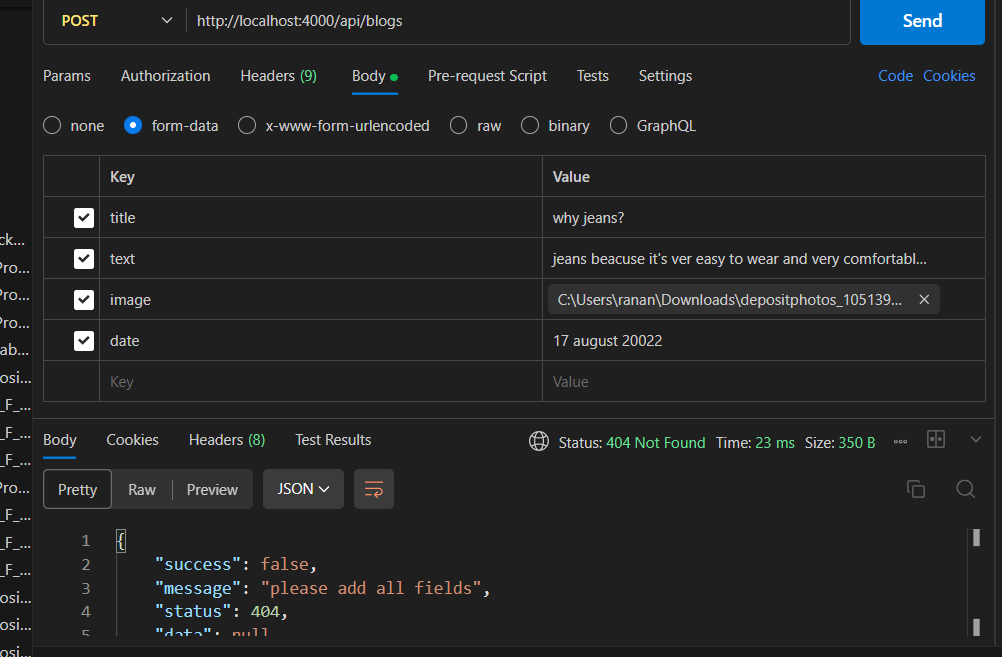 POST http://localhost:4000/api/blogs Send
Params Authorization Headers (9) Body Pre-request Script Tests Settings Code Cookies
none form-data x-www-form-urlencoded raw binary GraphQL
Key Value
title why jeans?
text jeans beacuse it's ver easy to wear and very comfortabl...
image C:\Users\ranan\Downloads\depositphotos_105139...
date 17 august 20022
Key Value
ck...
Pro...
Pro...
Pro...
ab...
osi...
_F_...
_F_...
_F_...
Pro...
_F_...
_F_...
_F_...
osi...
osi...
osi...
Body Cookies Headers (8) Test Results Status: 404 Not Found Time: 23 ms Size: 350 B
Pretty Raw Preview JSON
1 {
2 "success": false,
3 "message": "please add all fields",
4 "status": 404,
5 "data": null